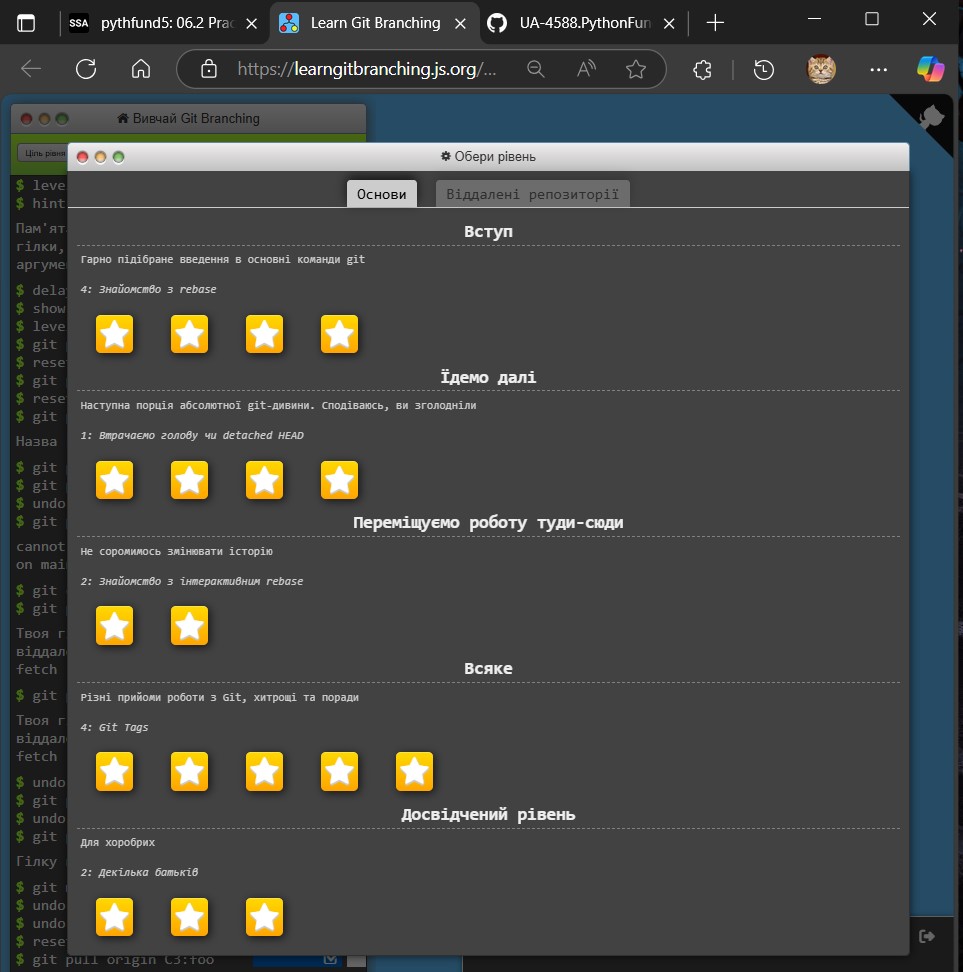 SSA pythfund5: 06.2 Prac
Learn Git Branching
UA-4588.PythonFun
https://learngitbranching.js.org/...
Вивчай Git Branching
Ціль рівня
Обери рівень
Основи
Віддалені репозиторії
Вступ
Гарно підібране введення в основні команди git
4: Знайомство з rebase
Їдемо далі
Наступна порція абсолютної git-дивини. Сподіваюсь, ви зголодніли
1: Втрачаємо голову чи detached HEAD
Переміщуємо роботу туди-сюди
Не соромимось змінювати історію
2: Знайомство з інтерактивним rebase
Всяке
Різні прийоми роботи з Git, хитрощі та поради
4: Git Tags
Досвідчений рівень
Для хоробрих
2: Декілька батьків
$ leve
$ hint
Пам'ят
гілки,
аргуме
$ dela
$ show
$ leve
$ git
$ rese
$ git
$ rese
$ git
Назва
$ git
$ git
$ undo
$ git
cannot
on mai
$ git
$ git
Твоя г
віддал
fetch
$ git
Твоя г
віддал
fetch
$ undo
$ git
$ undo
$ git
Гілку
$ git
$ undo
$ undo
$ rese
$ git pull origin C3:foo